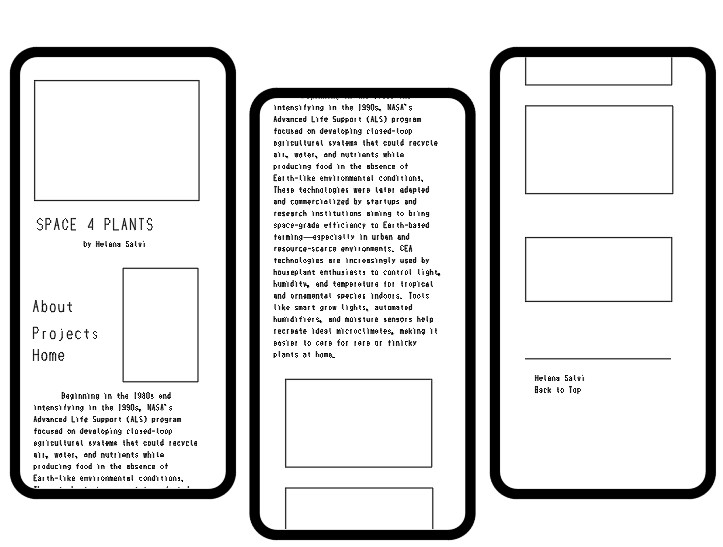 SPACE 4 PLANTS
by Helena Salvi
About
Projects
Home
Beginning in the 1980s and
intensifying in the 1990s, NASA's
Advanced Life Support (ALS) program
focused on developing closed-loop
agricultural systems that could recycle
air, water, and nutrients while
producing food in the absence of
Earth-like environmental conditions.
intensifying in the 1990s, NASA's
Advanced Life Support (ALS) program
focused on developing closed-loop
agricultural systems that could recycle
air, water, and nutrients while
producing food in the absence of
Earth-like environmental conditions.
These technologies were later adapted
and commercialized by startups and
research institutions aiming to bring
space-grade efficiency to Earth-based
farming—especially in urban and
resource-scarce environments. CEA
technologies are increasingly used by
houseplant enthusiasts to control light,
humidity, and temperature for tropical
and ornamental species indoors. Tools
like smart grow lights, automated
humidifiers, and moisture sensors help
recreate ideal microclimates, making it
easier to care for rare or finicky
plants at home.
Helena Salvi
Back to Top